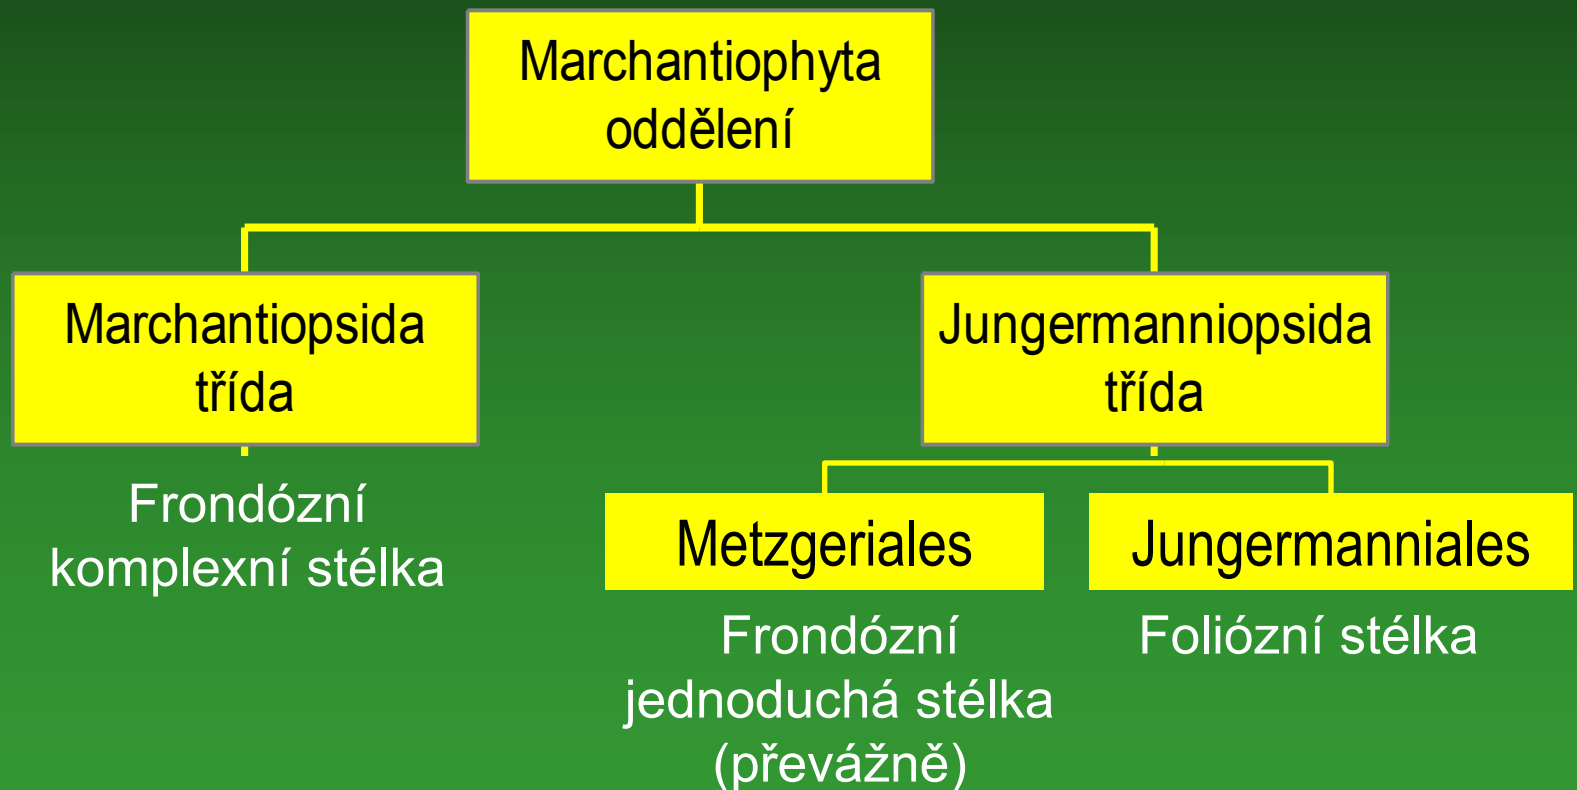 Marchantiophyta
oddělení
Marchantiopsida
třída
Jungermanniopsida
třída
Frondózní
komplexní stélka
Metzgeriales
Jungermanniales
Frondózní
jednoduchá stélka
(převážně)
Foliózní stélka